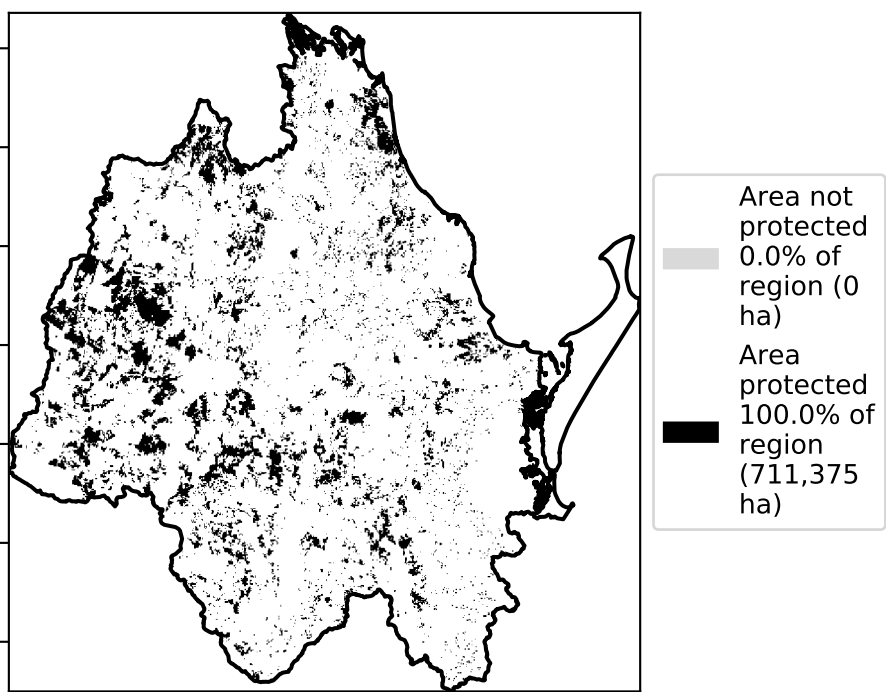 Area not
protected
0.0% of
region (0
ha)
Area
protected
100.0% of
region
(711,375
ha)